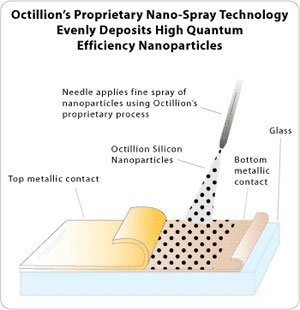 Octillion's Proprietary Nano-Spray Technology
Evenly Deposits High Quantum
Efficiency Nanoparticles
Needle applies fine spray of
nanoparticles using Octillion's
proprietary process
Glass
Octillion Silicon
Nanoparticles
Bottom
metallic
contact
Top metallic contact